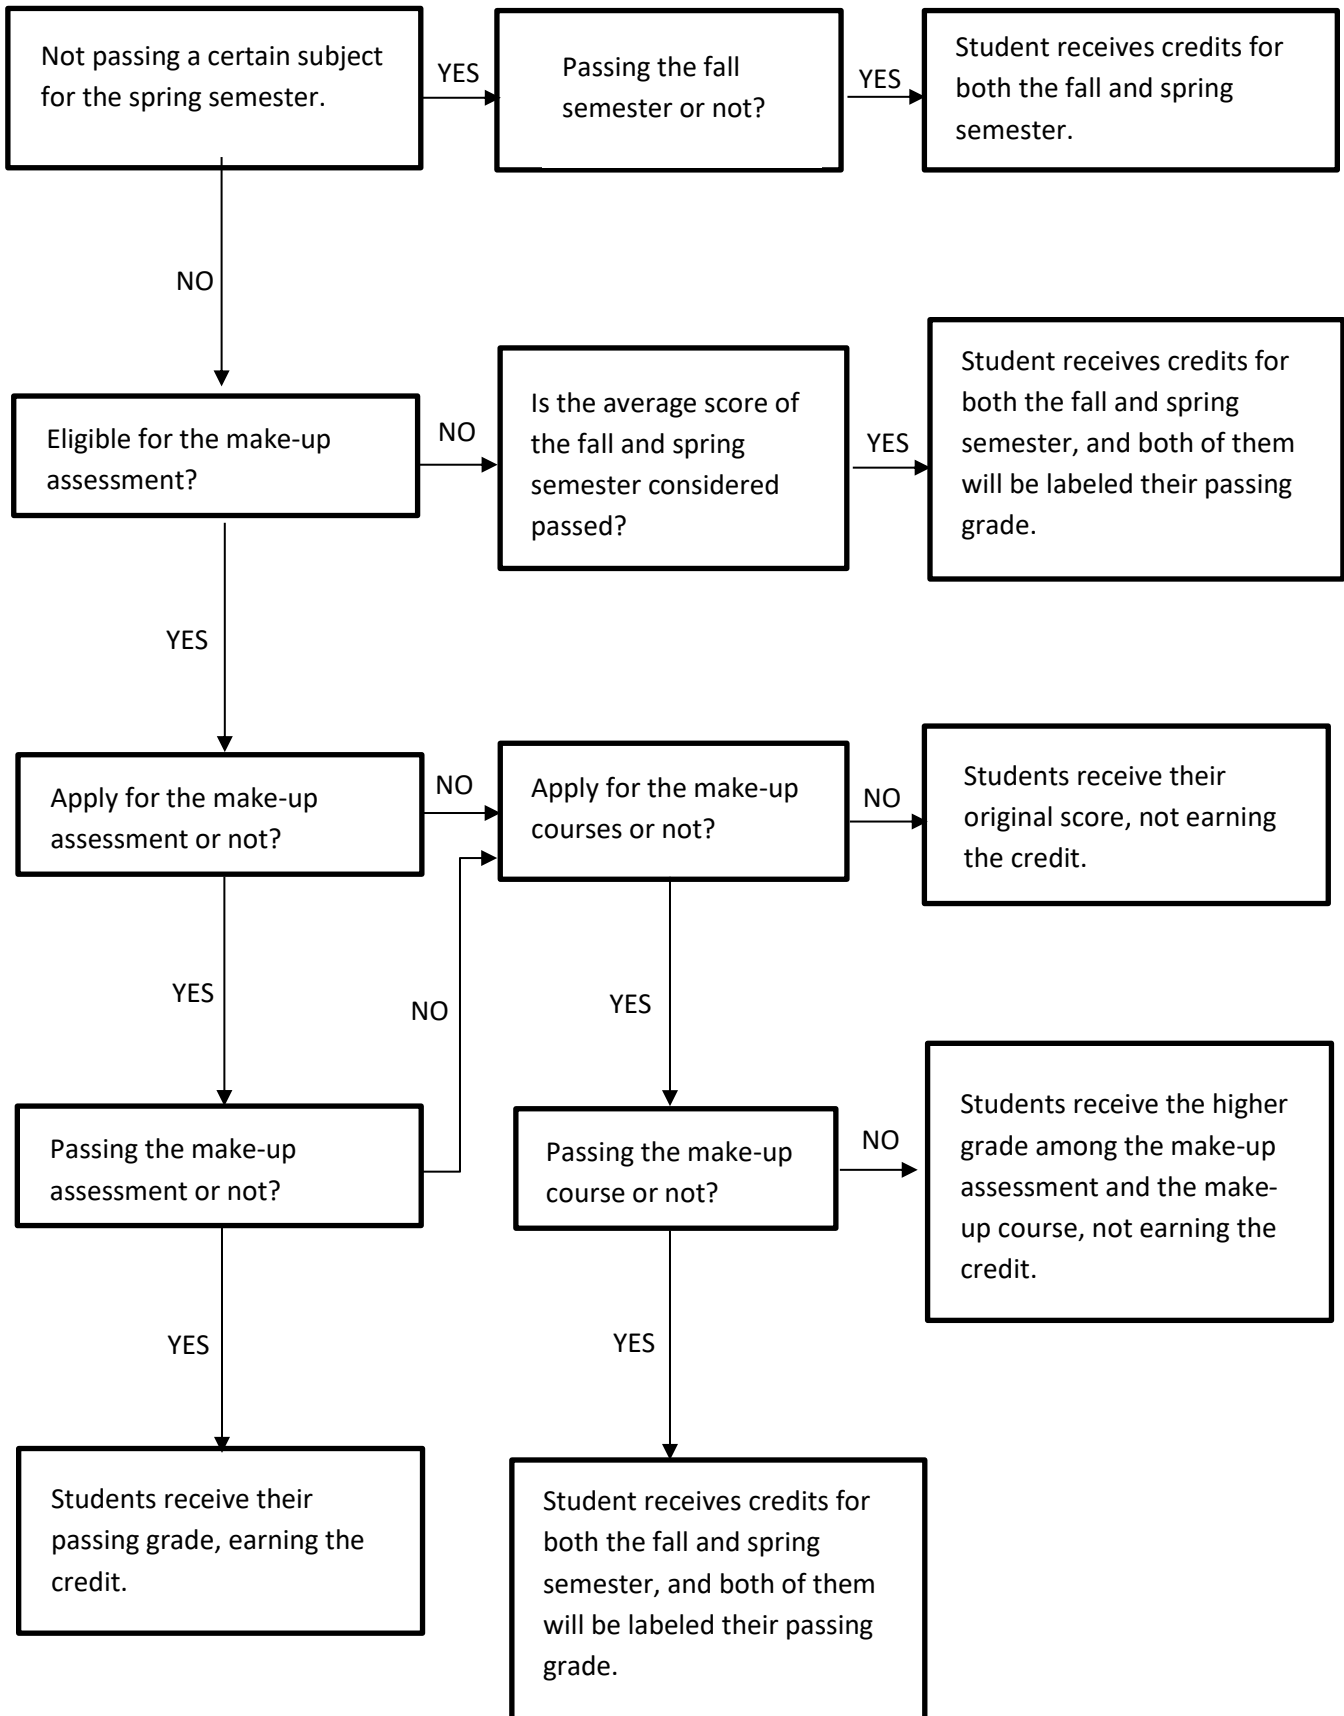 Not passing a certain subject
for the spring semester.
YES
Passing the fall
semester or not?
YES
Student receives credits for
both the fall and spring
semester.
NO
Eligible for the make-up
assessment?
NO
Is the average score of
the fall and spring
semester considered
passed?
YES
Student receives credits for
both the fall and spring
semester, and both of them
will be labeled their passing
grade.
YES
Apply for the make-up
assessment or not?
NO
Apply for the make-up
courses or not?
NO
Students receive their
original score, not earning
the credit.
YES
NO
YES
Passing the make-up
assessment or not?
Passing the make-up
course or not?
NO
Students receive the higher
grade among the make-up
assessment and the make-
up course, not earning the
credit.
YES
YES
Students receive their
passing grade, earning the
credit.
Student receives credits for
both the fall and spring
semester, and both of them
will be labeled their passing
grade.